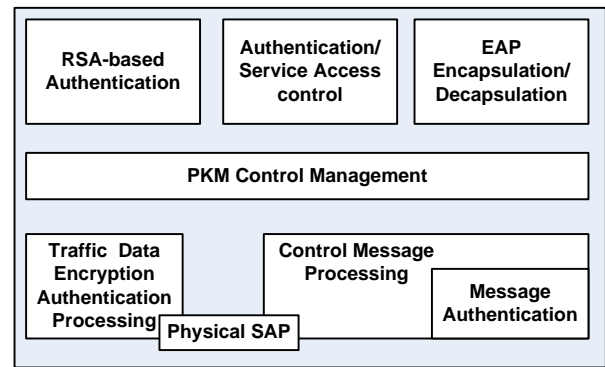 RSA-based
Authentication
Authentication/
Service Access
control
EAP
Encapsulation/
Decapsulation
PKM Control Management
Traffic Data
Encryption
Authentication
Processing
Control Message
Processing
Message
Authentication
Physical SAP